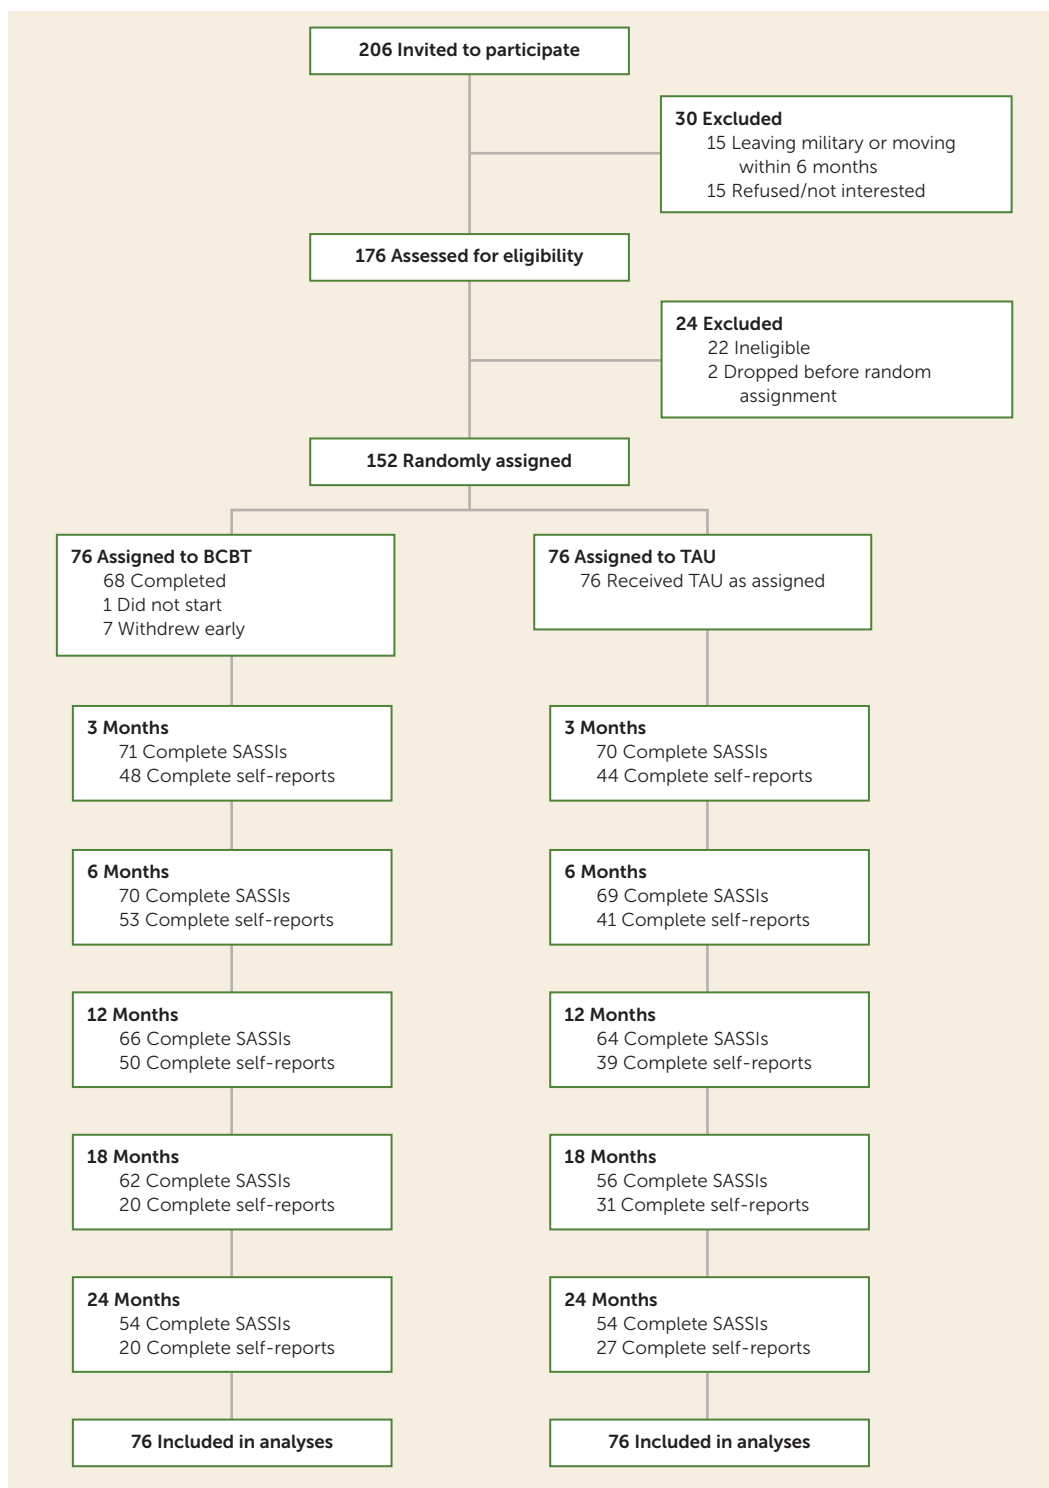 206 Invited to participate
30 Excluded
15 Leaving military or moving
within 6 months
15 Refused/not interested
176 Assessed for eligibility
24 Excluded
22 Ineligible
2 Dropped before random
assignment
152 Randomly assigned
76 Assigned to BCBT
68 Completed
1 Did not start
7 Withdrew early
76 Assigned to TAU
76 Received TAU as assigned
3 Months
71 Complete SASSIs
48 Complete self-reports
3 Months
70 Complete SASSIs
44 Complete self-reports
6 Months
70 Complete SASSIs
53 Complete self-reports
6 Months
69 Complete SASSIs
41 Complete self-reports
12 Months
66 Complete SASSIs
50 Complete self-reports
12 Months
64 Complete SASSIs
39 Complete self-reports
18 Months
62 Complete SASSIs
20 Complete self-reports
18 Months
56 Complete SASSIs
31 Complete self-reports
24 Months
54 Complete SASSIs
20 Complete self-reports
24 Months
54 Complete SASSIs
27 Complete self-reports
76 Included in analyses
76 Included in analyses